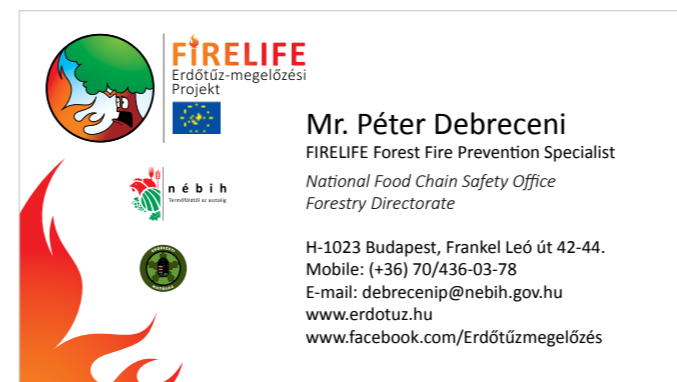 FIRELIFE
Erdőtűz-megelőzési
Projekt
Mr. Péter Debreceni
FIRELIFE Forest Fire Prevention Specialist
National Food Chain Safety Office
Forestry Directorate
nébih
Termőföldtől az asztalig
H-1023 Budapest, Frankel Leó út 42-44.
Mobile: (+36) 70/436-03-78
E-mail: debrecenip@nebih.gov.hu
www.erdotuz.hu
www.facebook.com/Erdőtűzmegelőzés